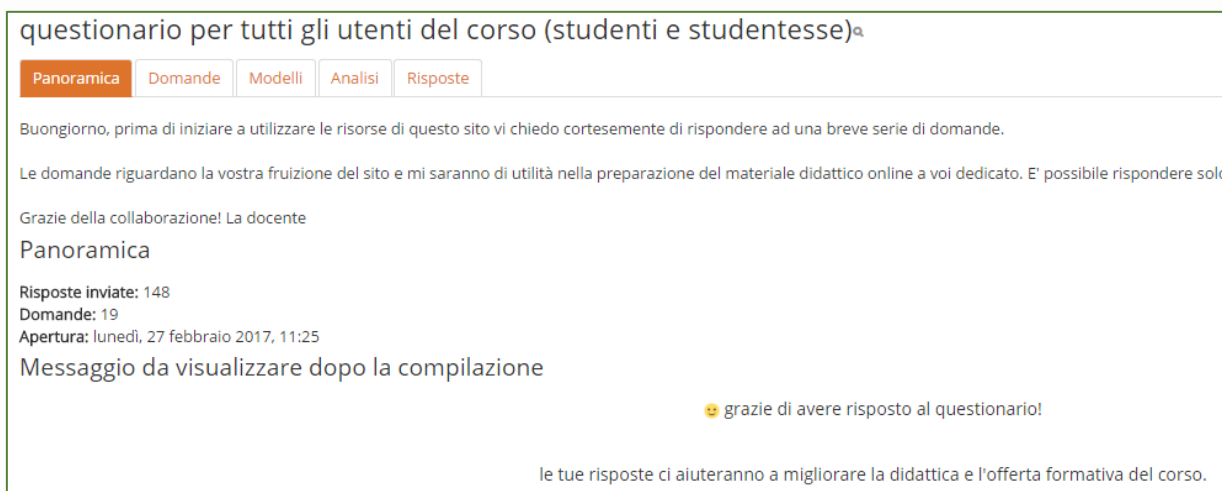 questionario per tutti gli utenti del corso (studenti e studentesse)
Panoramica Domande Modelli Analisi Risposte
Buongiorno, prima di iniziare a utilizzare le risorse di questo sito vi chiedo cortesemente di rispondere ad una breve serie di domande.
Le domande riguardano la vostra fruizione del sito e mi saranno di utilità nella preparazione del materiale didattico online a voi dedicato. E' possibile rispondere solo
Grazie della collaborazione! La docente
Panoramica
Risposte inviate: 148
Domande: 19
Apertura: lunedì, 27 febbraio 2017, 11:25
Messaggio da visualizzare dopo la compilazione
grazie di avere risposto al questionario!
le tue risposte ci aiuteranno a migliorare la didattica e l'offerta formativa del corso.